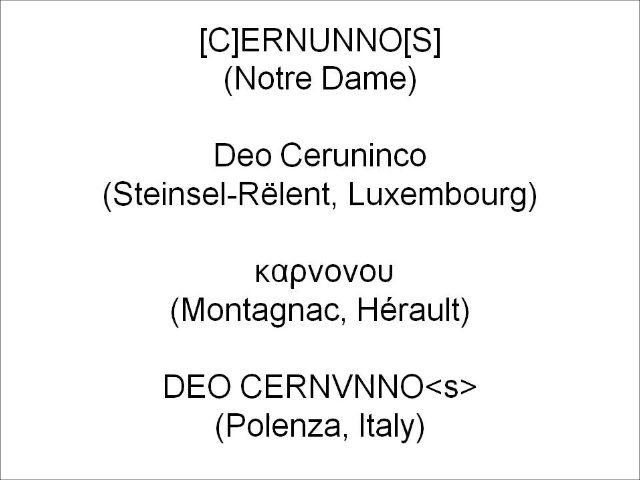 [C]ERNUNNO[S]
(Notre Dame)
Deo Ceruninco
(Steinsel-Rëlent, Luxembourg)
καρνονου
(Montagnac, Hérault)
DEO CERNVNNO<s>
(Polenza, Italy)